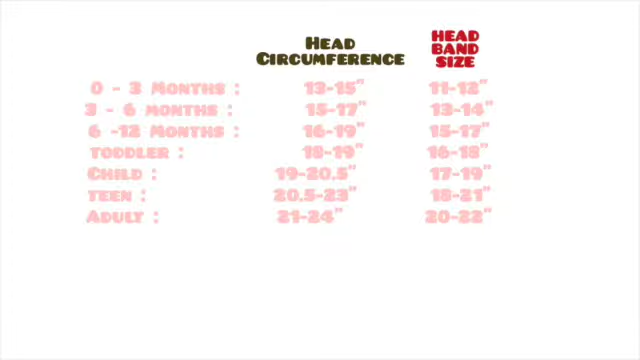 Head Circumference
HEAD BAND SIZE
0 - 3 Months : 13-15" 11-12"
3 - 6 months : 15-17" 13-14"
6 -12 Months : 16-19" 15-17"
toddler : 18-19" 16-18"
Child : 19-20.5" 17-19"
teen : 20.5-23" 18-21"
Adult : 21-24" 20-22"